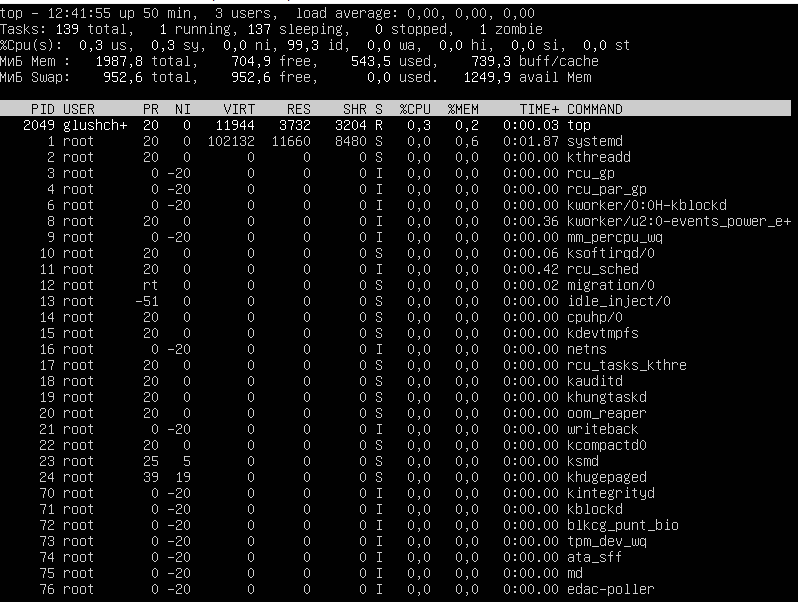 top - 12:41:55 up 50 min,  3 users,  load average: 0,00, 0,00, 0,00
Tasks: 139 total,   1 running, 137 sleeping,   0 stopped,   1 zombie
%Cpu(s):  0,3 us,  0,3 sy,  0,0 ni, 99,3 id,  0,0 wa,  0,0 hi,  0,0 si,  0,0 st
МиБ Mem :   1987,8 total,    704,9 free,    543,5 used,    739,3 buff/cache
МиБ Swap:    952,6 total,    952,6 free,      0,0 used.   1249,9 avail Mem
PID USER      PR  NI    VIRT    RES    SHR S  %CPU  %MEM     TIME+ COMMAND
2049 glushch+  20   0   11944   3732   3204 R   0,3   0,2   0:00.03 top
1 root      20   0  102132  11660   8480 S   0,0   0,6   0:01.87 systemd
2 root      20   0       0      0      0 S   0,0   0,0   0:00.00 kthreadd
3 root       0 -20       0      0      0 I   0,0   0,0   0:00.00 rcu_gp
4 root       0 -20       0      0      0 I   0,0   0,0   0:00.00 rcu_par_gp
6 root       0 -20       0      0      0 I   0,0   0,0   0:00.00 kworker/0:0H-kblockd
8 root      20   0       0      0      0 I   0,0   0,0   0:00.36 kworker/u2:0-events_power_e+
9 root       0 -20       0      0      0 I   0,0   0,0   0:00.00 mm_percpu_wq
10 root      20   0       0      0      0 S   0,0   0,0   0:00.06 ksoftirqd/0
11 root      20   0       0      0      0 I   0,0   0,0   0:00.42 rcu_sched
12 root      rt   0       0      0      0 S   0,0   0,0   0:00.02 migration/0
13 root     -51   0       0      0      0 S   0,0   0,0   0:00.00 idle_inject/0
14 root      20   0       0      0      0 S   0,0   0,0   0:00.00 cpuhp/0
15 root      20   0       0      0      0 S   0,0   0,0   0:00.00 kdevtmpfs
16 root       0 -20       0      0      0 I   0,0   0,0   0:00.00 netns
17 root      20   0       0      0      0 S   0,0   0,0   0:00.00 rcu_tasks_kthre
18 root      20   0       0      0      0 S   0,0   0,0   0:00.00 kauditd
19 root      20   0       0      0      0 S   0,0   0,0   0:00.00 khungtaskd
20 root      20   0       0      0      0 S   0,0   0,0   0:00.00 oom_reaper
21 root       0 -20       0      0      0 I   0,0   0,0   0:00.00 writeback
22 root      20   0       0      0      0 S   0,0   0,0   0:00.00 kcompactd0
23 root      25   5       0      0      0 S   0,0   0,0   0:00.00 ksmd
24 root      39  19       0      0      0 S   0,0   0,0   0:00.00 khugepaged
70 root       0 -20       0      0      0 I   0,0   0,0   0:00.00 kintegrityd
71 root       0 -20       0      0      0 I   0,0   0,0   0:00.00 kblockd
72 root       0 -20       0      0      0 I   0,0   0,0   0:00.00 blkcg_punt_bio
73 root       0 -20       0      0      0 I   0,0   0,0   0:00.00 tpm_dev_wq
74 root       0 -20       0      0      0 I   0,0   0,0   0:00.00 ata_sff
75 root       0 -20       0      0      0 I   0,0   0,0   0:00.00 md
76 root       0 -20       0      0      0 I   0,0   0,0   0:00.00 edac-poller